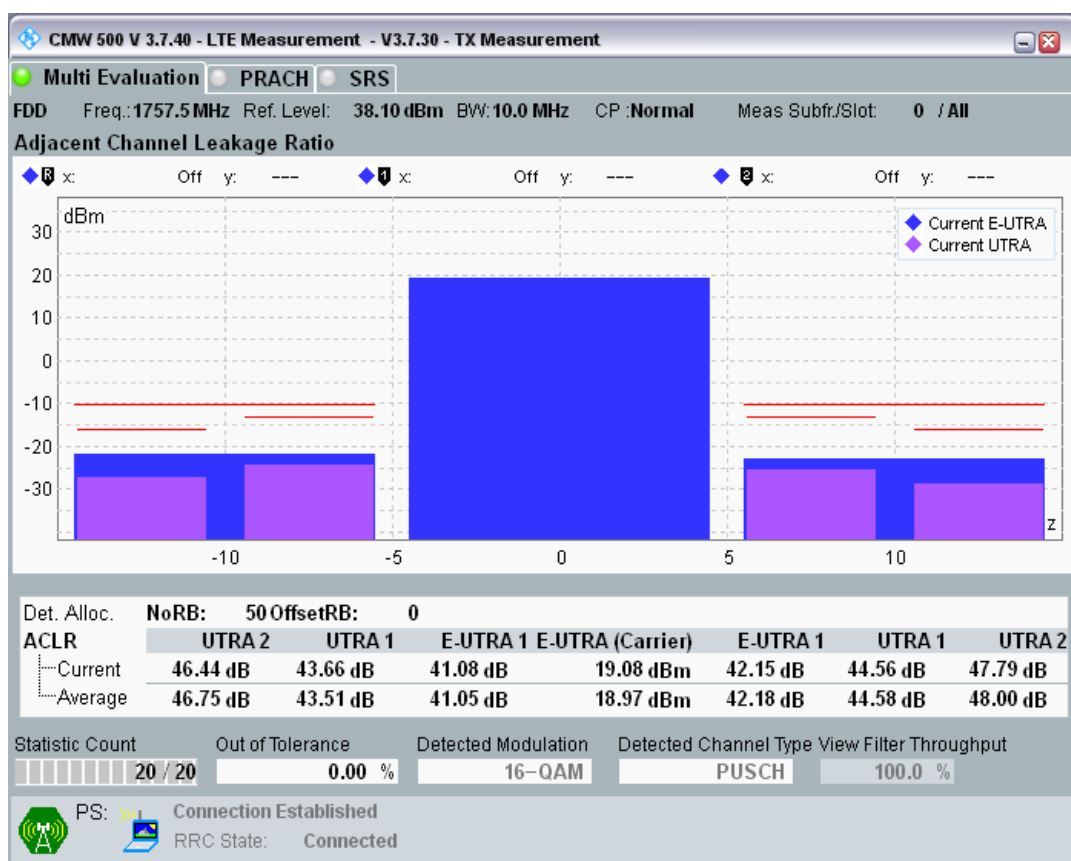 CMW 500 V 3.7.40 - LTE Measurement - V3.7.30 - TX Measurement
Multi Evaluation PRACH SRS
FDD Freq.: 1757.5 MHz Ref. Level: 38.10 dBm BW: 10.0 MHz CP :Normal Meas Subfr./Slot: 0 / All
Adjacent Channel Leakage Ratio
R x: Off y: --- 1 x: Off y: --- 2 x: Off y: ---
dBm
Current E-UTRA
Current UTRA
30
20
10
0
-10
-20
-30
z
-10 -5 0 5 10
Det. Alloc. NoRB: 50 OffsetRB: 0
ACLR UTRA 2 UTRA 1 E-UTRA 1 E-UTRA (Carrier) E-UTRA 1 UTRA 1 UTRA 2
Current 46.44 dB 43.66 dB 41.08 dB 19.08 dBm 42.15 dB 44.56 dB 47.79 dB
Average 46.75 dB 43.51 dB 41.05 dB 18.97 dBm 42.18 dB 44.58 dB 48.00 dB
Statistic Count Out of Tolerance Detected Modulation Detected Channel Type View Filter Throughput
20 / 20 0.00 % 16-QAM PUSCH 100.0 %
PS: Connection Established
RRC State: Connected